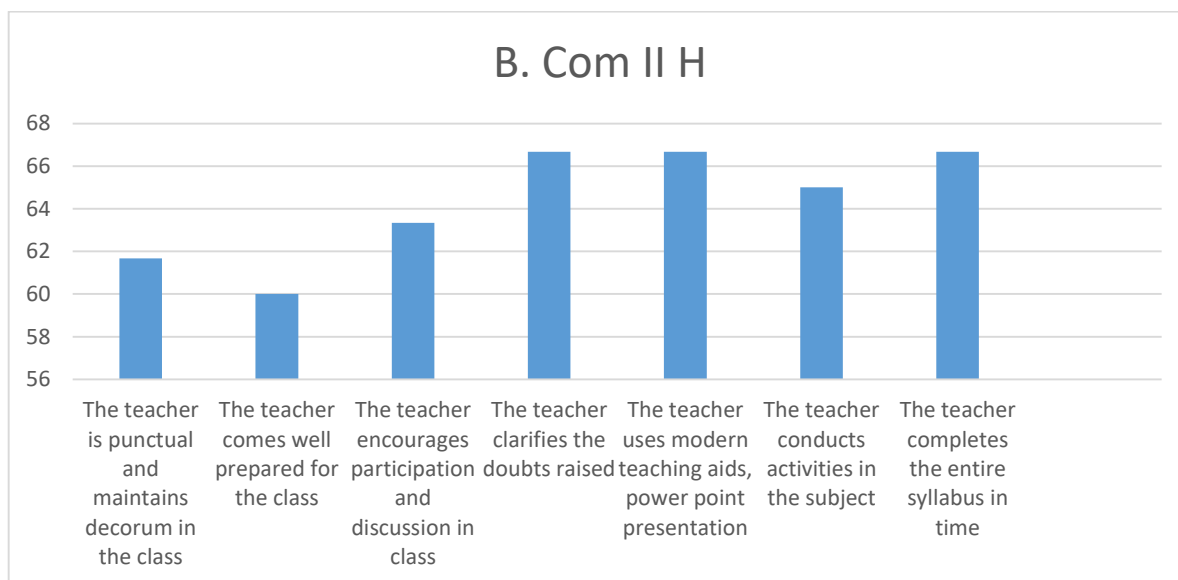 B. Com II H
68
66
64
62
60
58
56
The teacher
is punctual
and
maintains
decorum in
the class
The teacher
comes well
prepared for
the class
The teacher
encourages
participation
and
discussion in
class
The teacher
clarifies the
doubts raised
The teacher
uses modern
teaching aids,
power point
presentation
The teacher
conducts
activities in
the subject
The teacher
completes
the entire
syllabus in
time